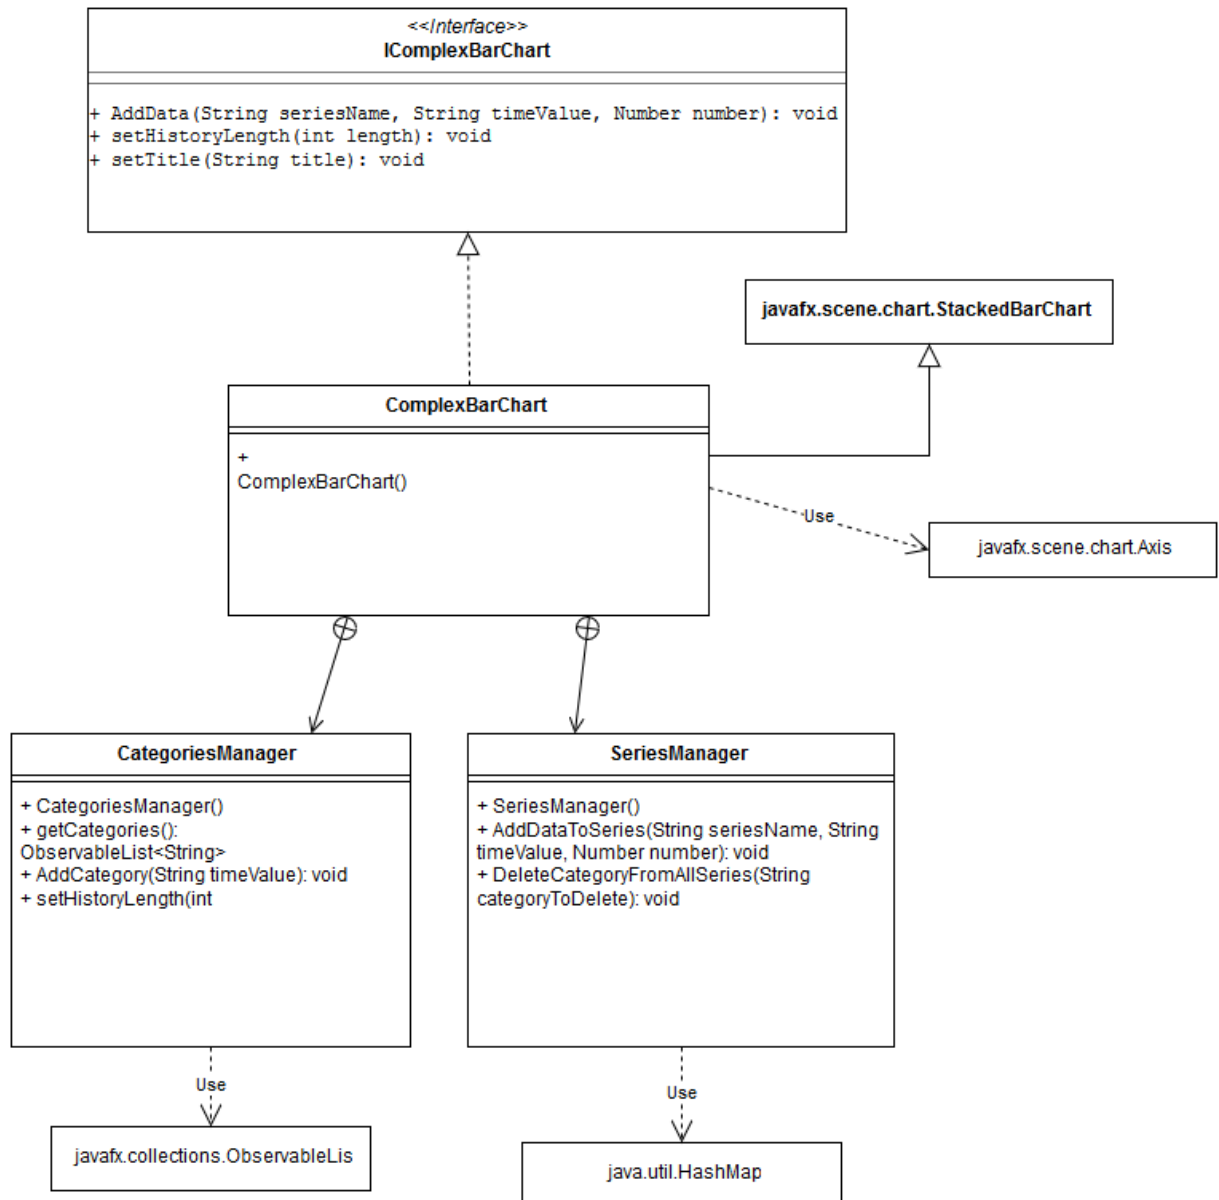 <<Interface>>
IComplexBarChart
+ AddData(String seriesName, String timeValue, Number number): void
+ setHistoryLength(int length): void
+ setTitle(String title): void
javafx.scene.chart.StackedBarChart
ComplexBarChart
+
ComplexBarChart()
Use
javafx.scene.chart.Axis
CategoriesManager
+ CategoriesManager()
+ getCategories():
ObservableList<String>
+ AddCategory(String timeValue): void
+ setHistoryLength(int
SeriesManager
+ SeriesManager()
+ AddDataToSeries(String seriesName, String
timeValue, Number number): void
+ DeleteCategoryFromAllSeries(String
categoryToDelete): void
Use
Use
javafx.collections.ObservableLis
java.util.HashMap